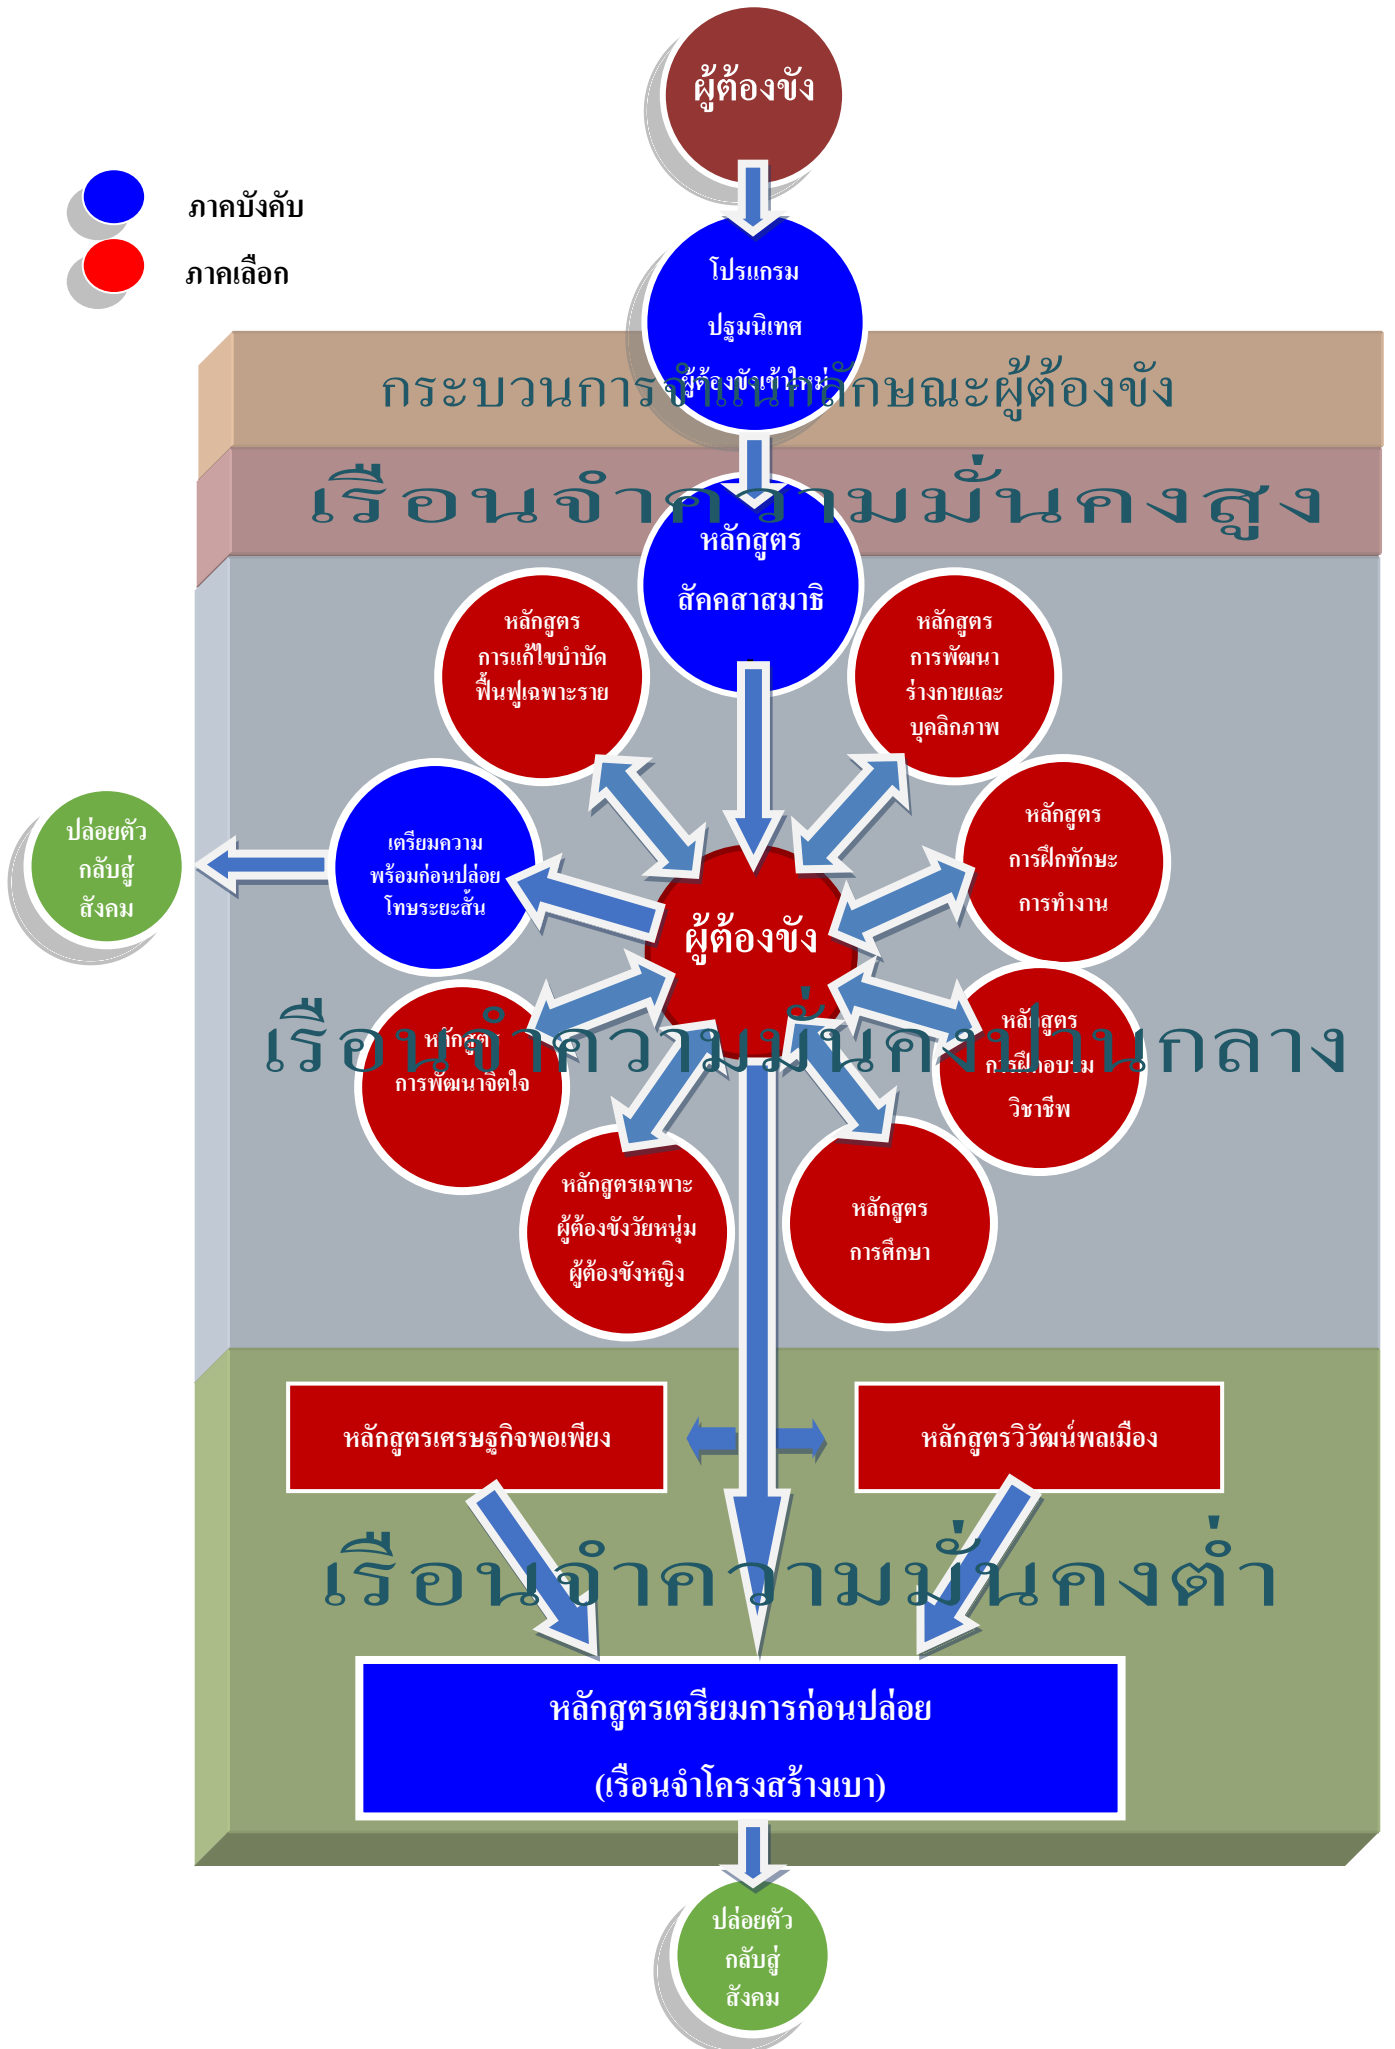 ผู้ต้องขัง
ภาคบังคับ
ภาคเลือก
โปรแกรม
ปฐมนิเทศ
ผู้ต้องขังเข้าใหม่
กระบวนการจำแนกลักษณะผู้ต้องขัง
เรือนจำความมั่นคงสูง
หลักสูตร
สัคคสาสมาธิ
หลักสูตร
การแก้ไขบำบัด
ฟื้นฟูเฉพาะราย
หลักสูตร
การพัฒนา
ร่างกายและ
บุคลิกภาพ
ปล่อยตัว
กลับสู่
สังคม
เตรียมความ
พร้อมก่อนปล่อย
โทษระยะสั้น
หลักสูตร
การฝึกทักษะ
การทำงาน
ผู้ต้องขัง
เรือนจำความมั่นคงปานกลาง
หลักสูตร
การพัฒนาจิตใจ
หลักสูตร
การฝึกอบรม
วิชาชีพ
หลักสูตรเฉพาะ
ผู้ต้องขังวัยหนุ่ม
ผู้ต้องขังหญิง
หลักสูตร
การศึกษา
หลักสูตรเศรษฐกิจพอเพียง
หลักสูตรวิวัฒน์พลเมือง
เรือนจำความมั่นคงต่ำ
หลักสูตรเตรียมการก่อนปล่อย
(เรือนจำโครงสร้างเบา)
ปล่อยตัว
กลับสู่
สังคม